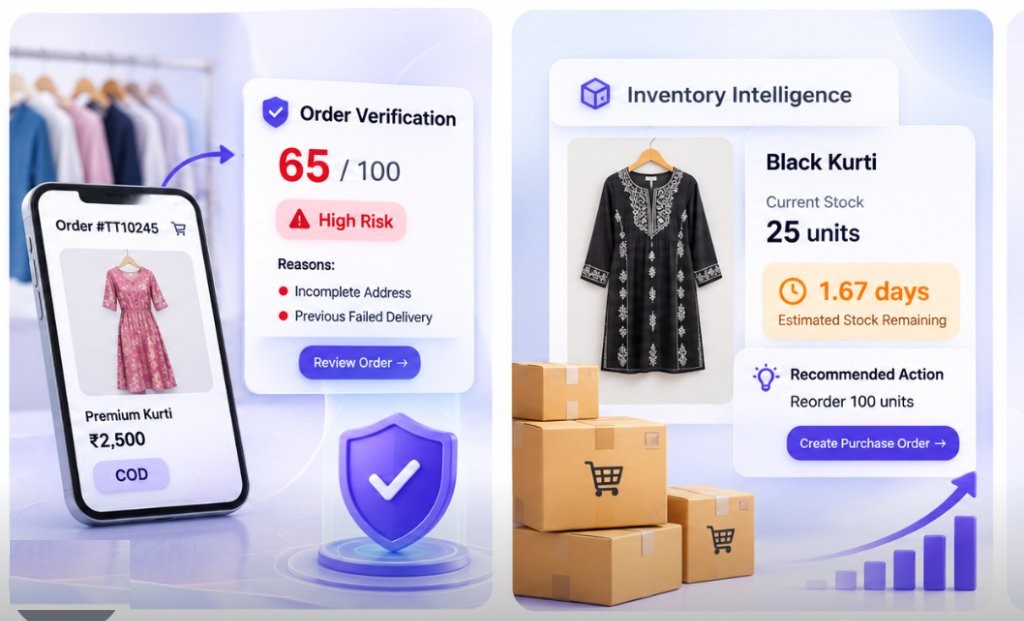 Order Verification
65 / 100
High Risk
Reasons:
Incomplete Address
Previous Failed Delivery
Review Order →
Order #TT10245
Premium Kurti
₹2,500
COD
Inventory Intelligence
Black Kurti
Current Stock
25 units
1.67 days
Estimated Stock Remaining
Recommended Action
Reorder 100 units
Create Purchase Order →